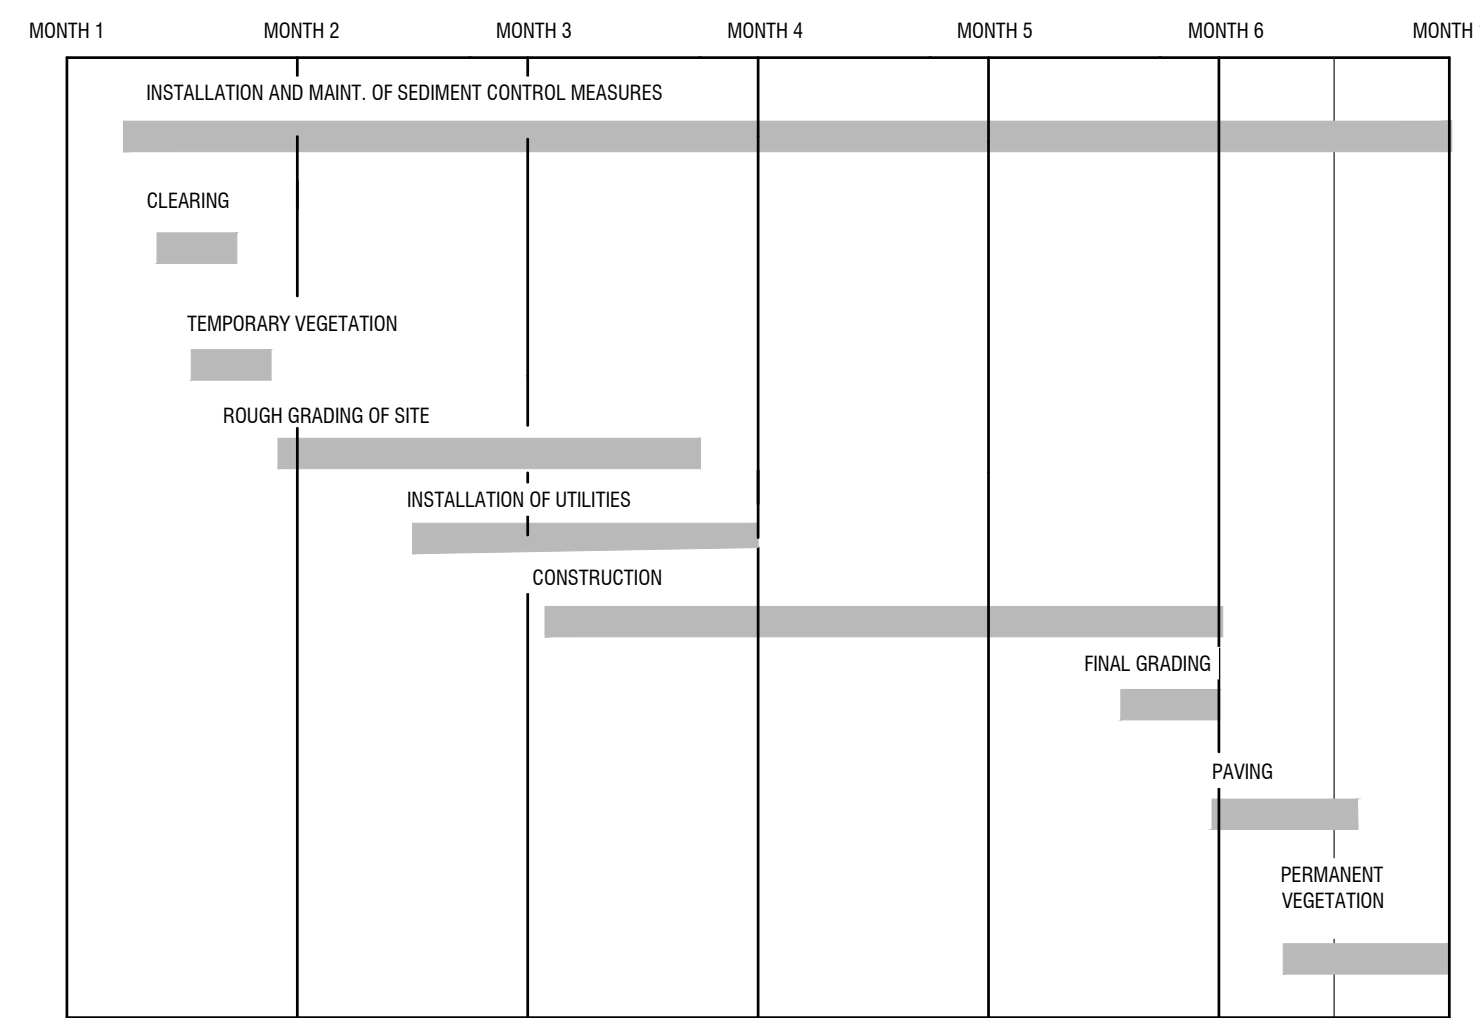 MONTH 1 MONTH 2 MONTH 3 MONTH 4 MONTH 5 MONTH 6 MONTH
INSTALLATION AND MAINT. OF SEDIMENT CONTROL MEASURES
CLEARING
TEMPORARY VEGETATION
ROUGH GRADING OF SITE
INSTALLATION OF UTILITIES
CONSTRUCTION
FINAL GRADING
PAVING
PERMANENT
VEGETATION